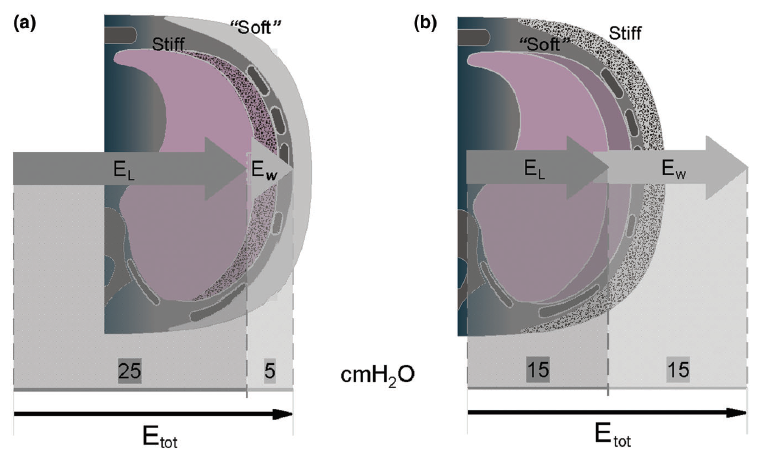 (a)
“Soft”
Stiff
E_L
E_w
25
5
E_tot
cmH₂O
(b)
Stiff
“Soft”
E_L
E_w
15
15
E_tot